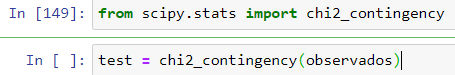 In [149]: from scipy.stats import chi2_contingency
In [ ]: test = chi2_contingency(observados)